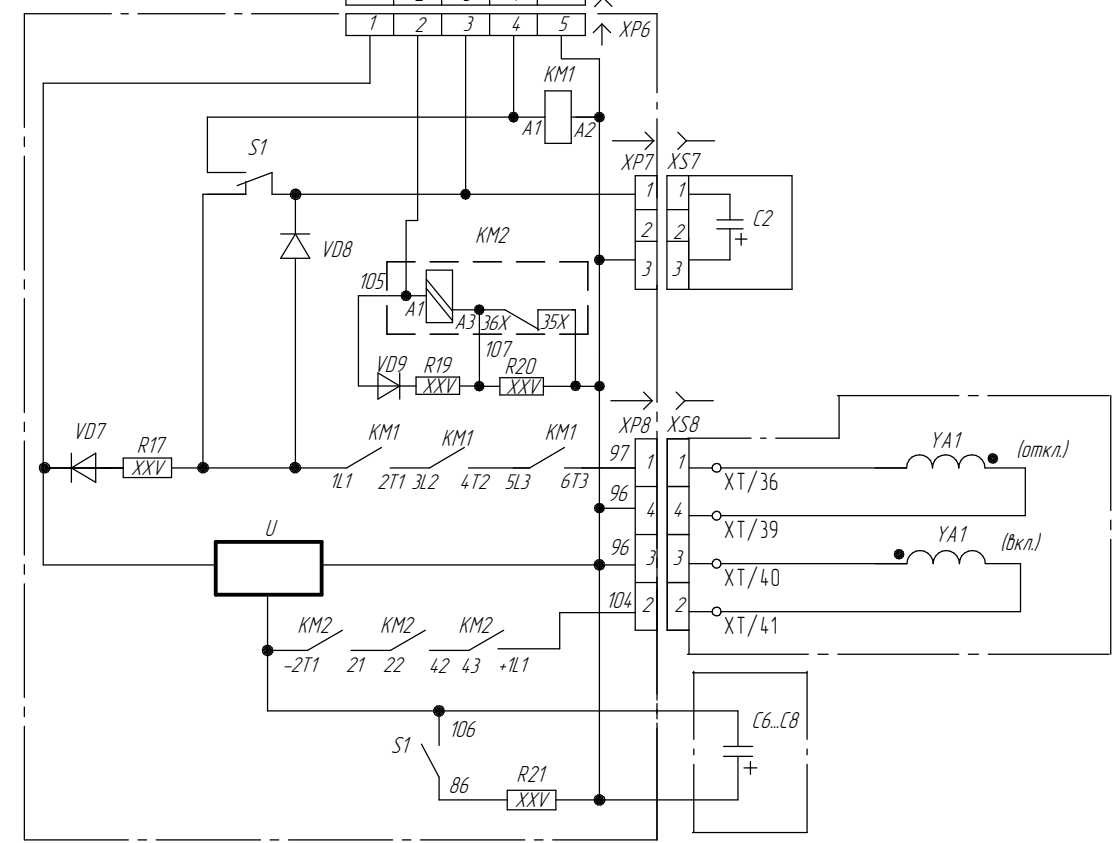 1 2 3 4 5 XP6
KM1
A1 A2
S1
XP7 XS7
1 1
2 2
3 3
C2
VD8
KM2
105
A1 A3 36X 35X
107
VD9 R19 R20
XXV XXV
XP8 XS8
VD7 R17
XXV
KM1 KM1 KM1
1L1 2T1 3L2 4T2 5L3 6T3
97 1 1
96 4 4
96 3 3
104 2 2
XT/36
XT/39
XT/40
XT/41
YA1 (откл.)
YA1 (вкл.)
U
KM2 KM2 KM2
-2T1 21 22 42 43 +1L1
106
S1
86
R21
XXV
C6...C8
+
+